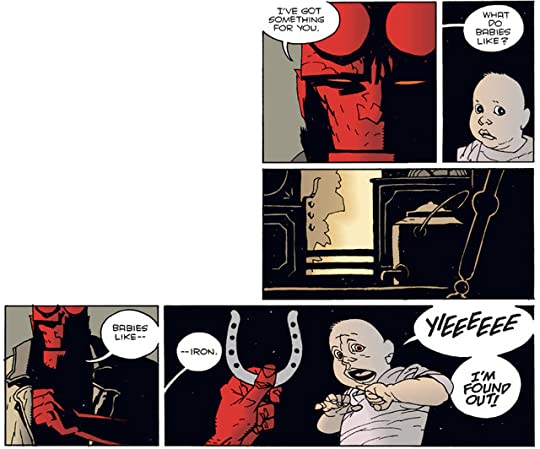 I'VE GOT
SOMETHING
FOR YOU.
WHAT
DO
BABIES
LIKE?
BABIES
LIKE--
--IRON.
YIEEEEEE
I'M
FOUND
OUT!